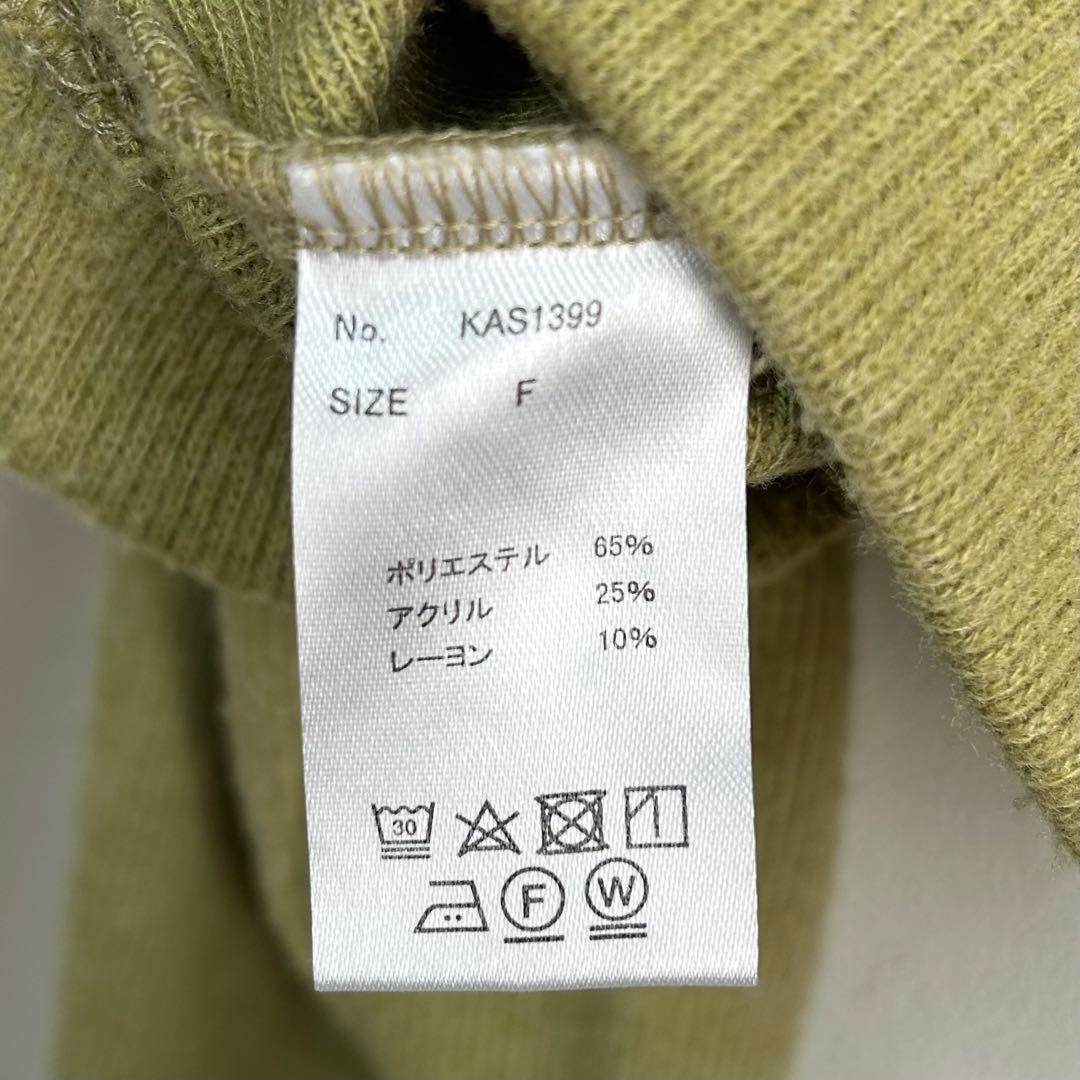 No. KAS1399
SIZE F
ポリエステル 65%
アクリル 25%
レーヨン 10%
30
F W